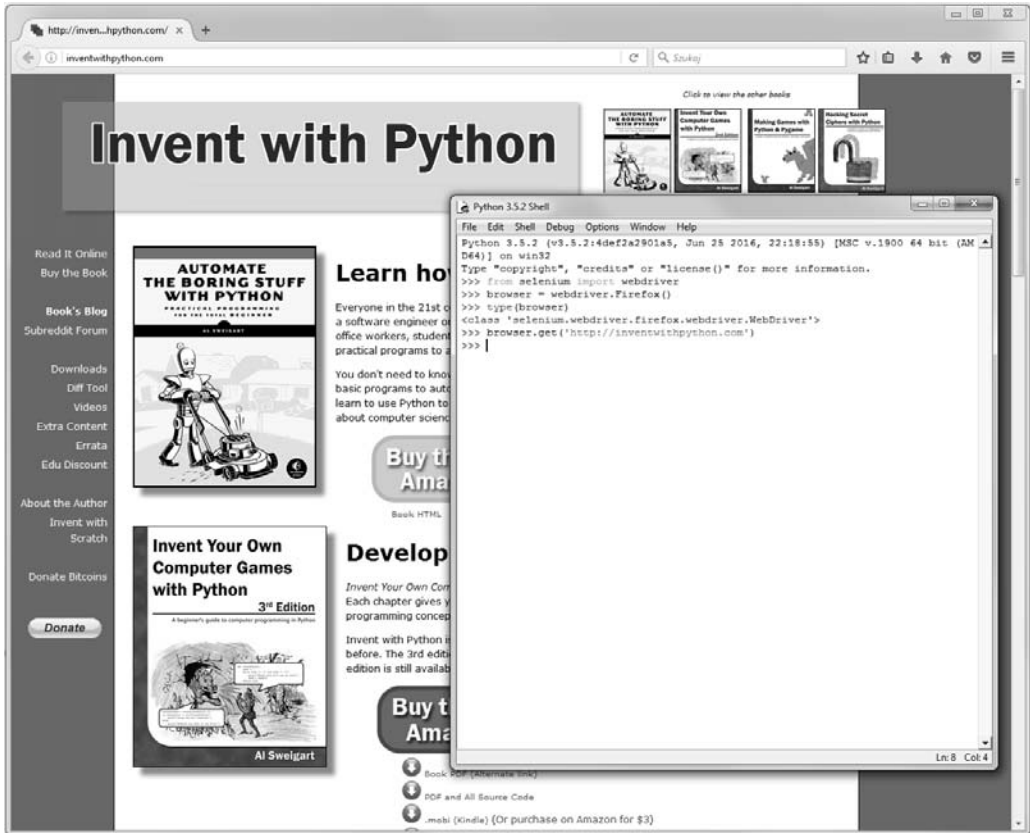 http://inven...hpython.com/
inventwithpython.com
Szukaj
Click to view the other books
Invent with Python
AUTOMATE
THE BORING STUFF
WITH PYTHON
Invent Your Own
Computer Games
with Python
2nd Edition
Making Games with
Python & Pygame
Hacking Secret
Ciphers with Python
Al Sweigart
Al Sweigart
Read It Online
Buy the Book
Book's Blog
Subreddit Forum
Downloads
Diff Tool
Videos
Extra Content
Errata
Edu Discount
About the Author
Invent with
Scratch
Donate Bitcoins
Donate
AUTOMATE
THE BORING STUFF
WITH PYTHON
PRACTICAL PROGRAMMING
FOR THE TOTAL BEGINNER
AL SWEIGART
Learn how
Everyone in the 21st c
a software engineer o
office workers, student
practical programs to a
You don't need to know
basic programs to auto
learn to use Python to
about computer scienc
Buy th
Ama
Book HTML
Invent Your Own
Computer Games
with Python
3rd Edition
A beginner's guide to computer programming in Python
Al Sweigart
Develop
Invent Your Own Com
Each chapter gives y
programming concep
Invent with Python i
before. The 3rd editi
edition is still availab
Buy t
Ama
Book PDF (Alternate link)
PDF and All Source Code
.mobi (Kindle) (Or purchase on Amazon for $3)
Python 3.5.2 Shell
File Edit Shell Debug Options Window Help
Python 3.5.2 (v3.5.2:4def2a2901a5, Jun 25 2016, 22:18:55) [MSC v.1900 64 bit (AM
D64)] on win32
Type "copyright", "credits" or "license()" for more information.
>>> from selenium import webdriver
>>> browser = webdriver.Firefox()
>>> type(browser)
<class 'selenium.webdriver.firefox.webdriver.WebDriver'>
>>> browser.get('http://inventwithpython.com')
>>>
Ln: 8 Col: 4